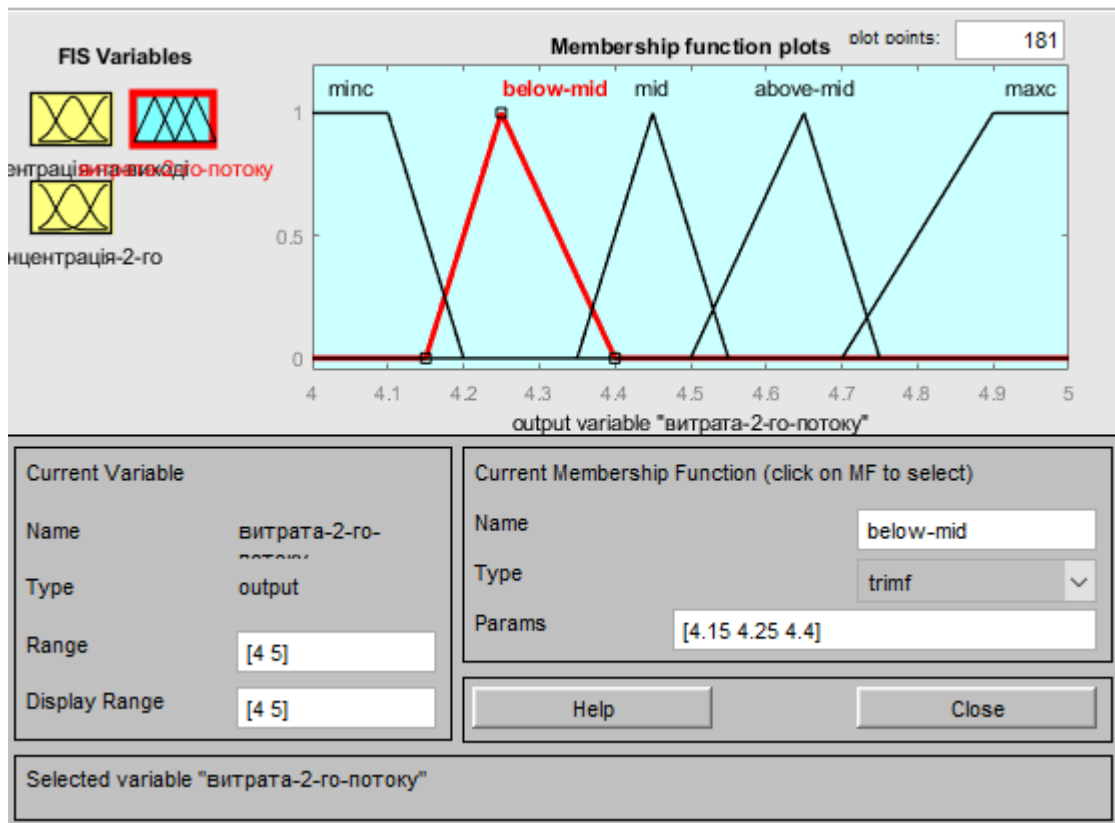 FIS Variables
Membership function plots
plot points:
181
minc
below-mid
mid
above-mid
maxc
1
0.5
0
4
4.1
4.2
4.3
4.4
4.5
4.6
4.7
4.8
4.9
5
output variable "витрата-2-го-потоку"
нцентрація-2-го
Current Variable
Name
витрата-2-го-
потоку
Type
output
Range
[4 5]
Display Range
[4 5]
Current Membership Function (click on MF to select)
Name
below-mid
Type
trimf
Params
[4.15 4.25 4.4]
Help
Close
Selected variable "витрата-2-го-потоку"